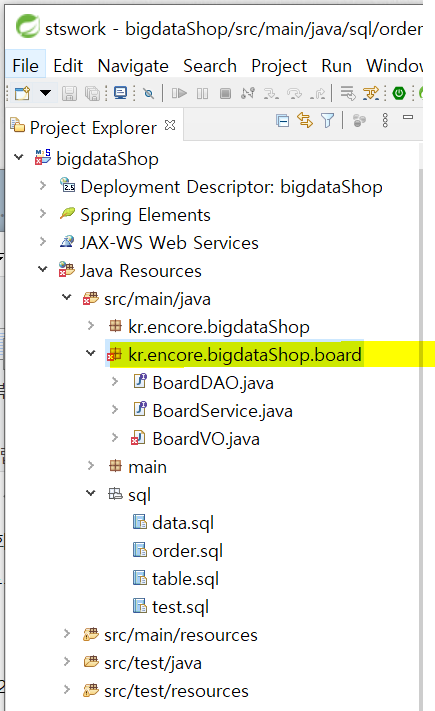 stswork - bigdataShop/src/main/java/sql/order
File Edit Navigate Search Project Run Window
Project Explorer
bigdataShop
Deployment Descriptor: bigdataShop
Spring Elements
JAX-WS Web Services
Java Resources
src/main/java
kr.encore.bigdataShop
kr.encore.bigdataShop.board
BoardDAO.java
BoardService.java
BoardVO.java
main
sql
data.sql
order.sql
table.sql
test.sql
src/main/resources
src/test/java
src/test/resources